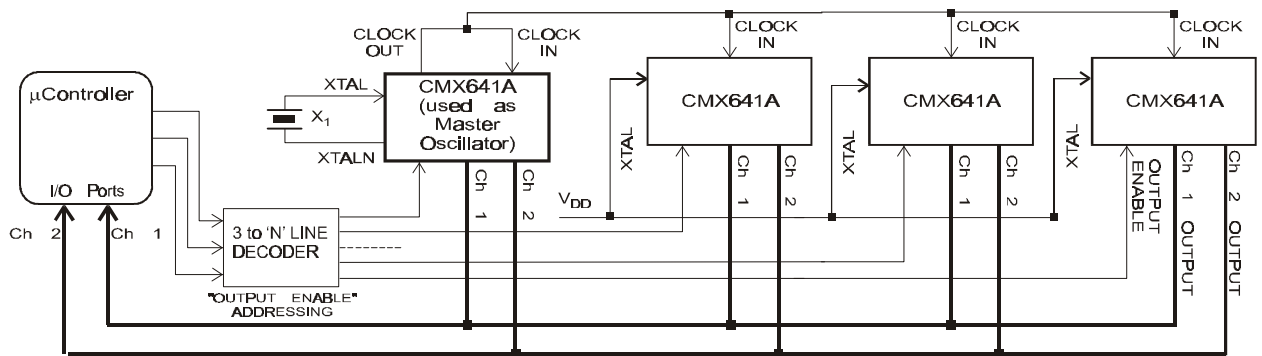 CLOCK
OUT
CLOCK
IN
CLOCK
IN
CLOCK
IN
CLOCK
IN
µController
I/O Ports
Ch 2
Ch 1
XTAL
X1
XTALN
CMX641A
(used as
Master
Oscillator)
CMX641A
CMX641A
CMX641A
XTAL
XTAL
XTAL
VDD
Ch 1
Ch 2
Ch 1
Ch 2
Ch 1
Ch 2
OUTPUT
ENABLE
Ch 1 OUTPUT
Ch 2 OUTPUT
3 to 'N' LINE
DECODER
"OUTPUT ENABLE"
ADDRESSING